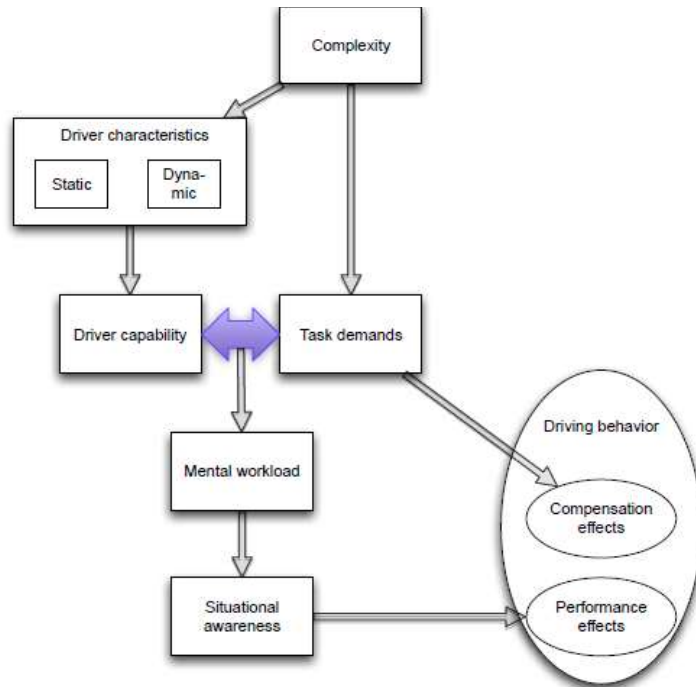 Complexity
Driver characteristics
Static
Dyna-
mic
Driver capability
Task demands
Driving behavior
Mental workload
Compensation
effects
Situational
awareness
Performance
effects